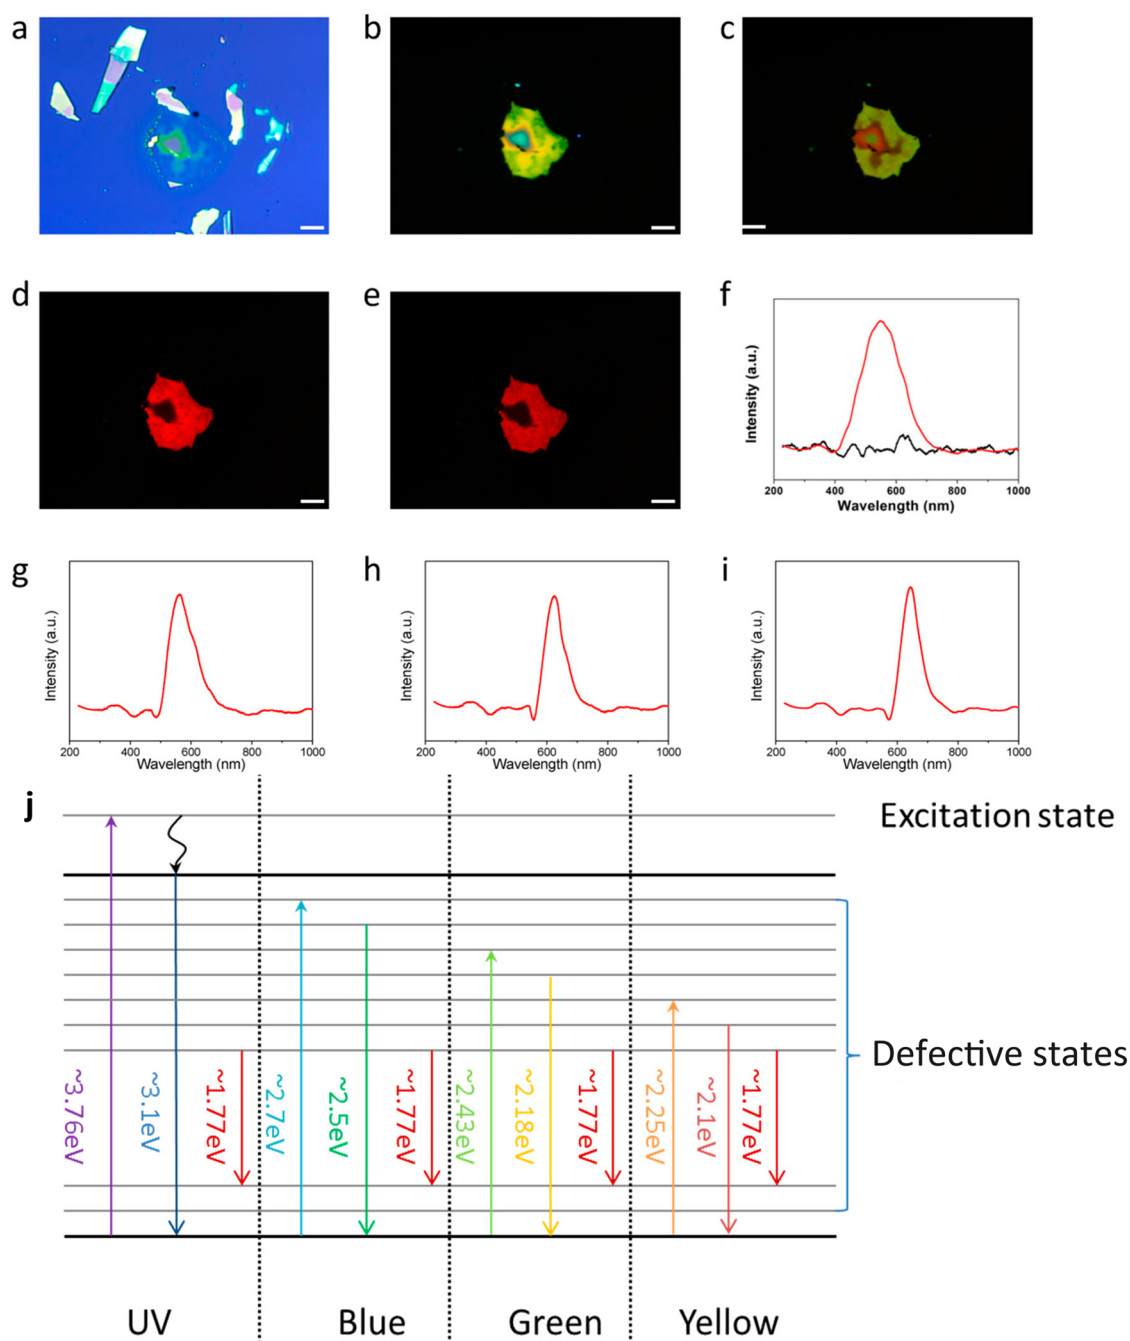 a
b
c
d
e
f
Intensity (a.u.)
200 400 600 800 1000
Wavelength (nm)
g
Intensity (a.u.)
200 400 600 800 1000
Wavelength (nm)
h
Intensity (a.u.)
200 400 600 800 1000
Wavelength (nm)
i
Intensity (a.u.)
200 400 600 800 1000
Wavelength (nm)
j
Excitation state
Defective states
~3.76eV
~3.1eV
~1.77eV
~2.7eV
~2.5eV
~1.77eV
~2.43eV
~2.18eV
~1.77eV
~2.25eV
~2.1eV
~1.77eV
UV
Blue
Green
Yellow